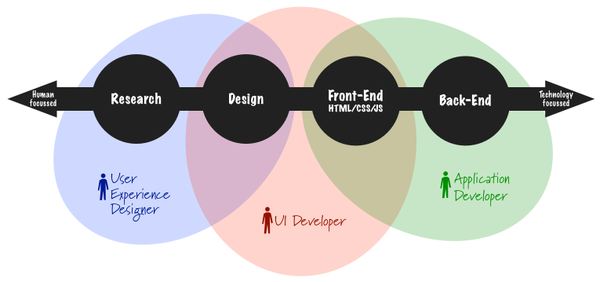 Human
focussed
Research
Design
Front-End
HTML/CSS/JS
Back-End
Technology
focussed
User
Experience
Designer
UI Developer
Application
Developer